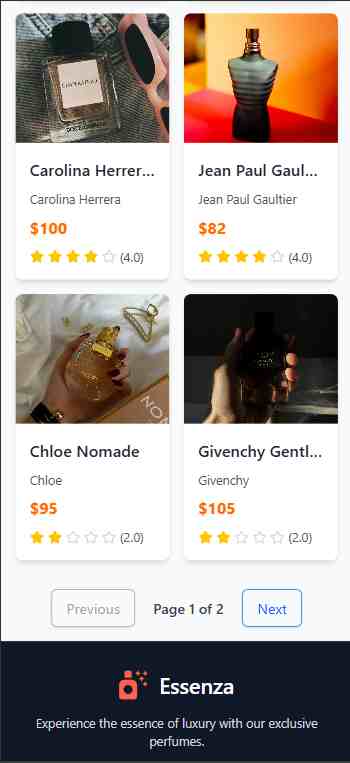 Carolina Herrer...
Carolina Herrera
$100
(4.0)
Jean Paul Gaul...
Jean Paul Gaultier
$82
(4.0)
NOM
Chloe Nomade
Chloe
$95
(2.0)
Givenchy Gentl...
Givenchy
$105
(2.0)
Previous
Page 1 of 2
Next
Essenza
Experience the essence of luxury with our exclusive
perfumes.